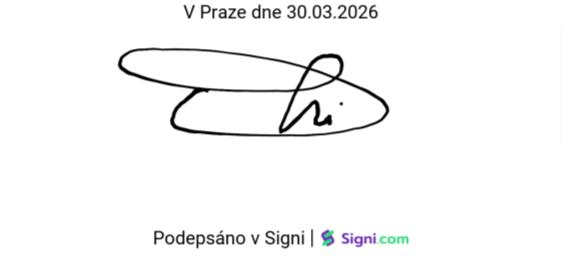 V Praze dne 30.03.2026
Podepsáno v Signi | Signi.com